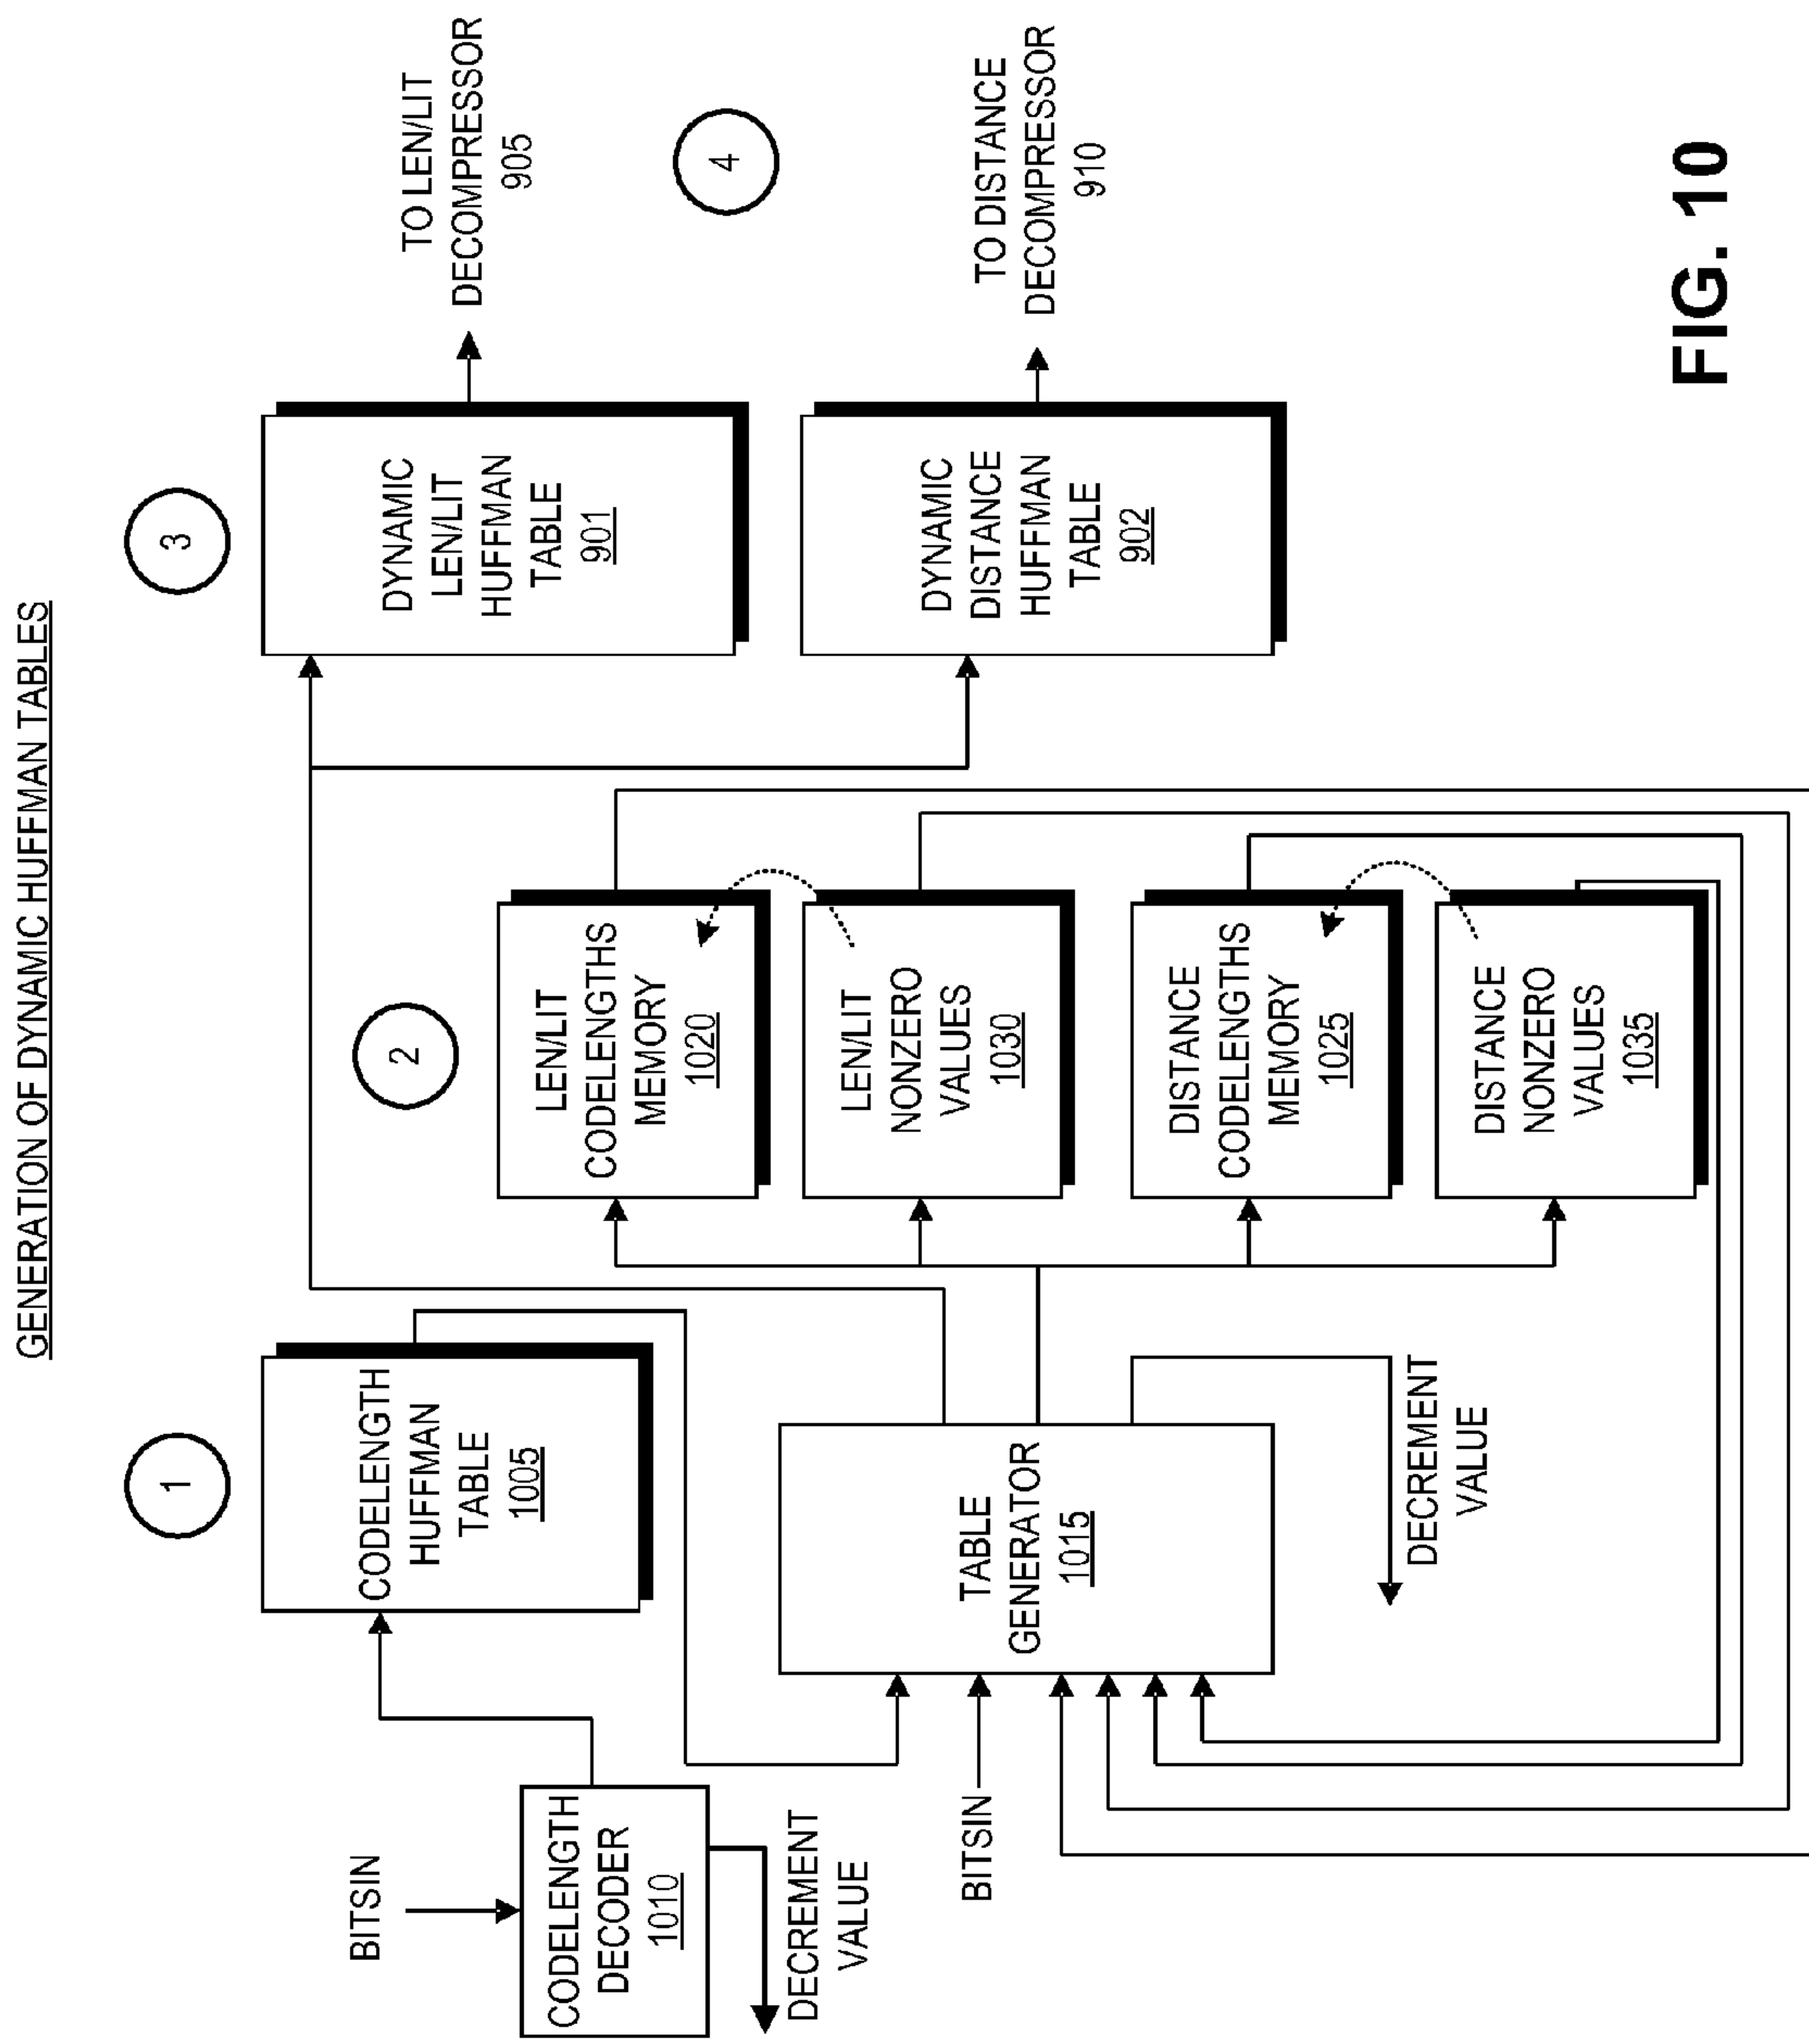 GENERATION OF DYNAMIC HUFFMAN TABLES
1
CODELENGTH
HUFFMAN
TABLE
1005
BITSIN
CODELENGTH
DECODER
1010
DECREMENT
VALUE
BITSIN
TABLE
GENERATOR
1015
DECREMENT
VALUE
2
LEN/LIT
CODELENGTHS
MEMORY
1020
LEN/LIT
NONZERO
VALUES
1030
DISTANCE
CODELENGTHS
MEMORY
1025
DISTANCE
NONZERO
VALUES
1035
3
DYNAMIC
LEN/LIT
HUFFMAN
TABLE
901
DYNAMIC
DISTANCE
HUFFMAN
TABLE
902
TO LEN/LIT
DECOMPRESSOR
905
4
TO DISTANCE
DECOMPRESSOR
910
FIG. 10